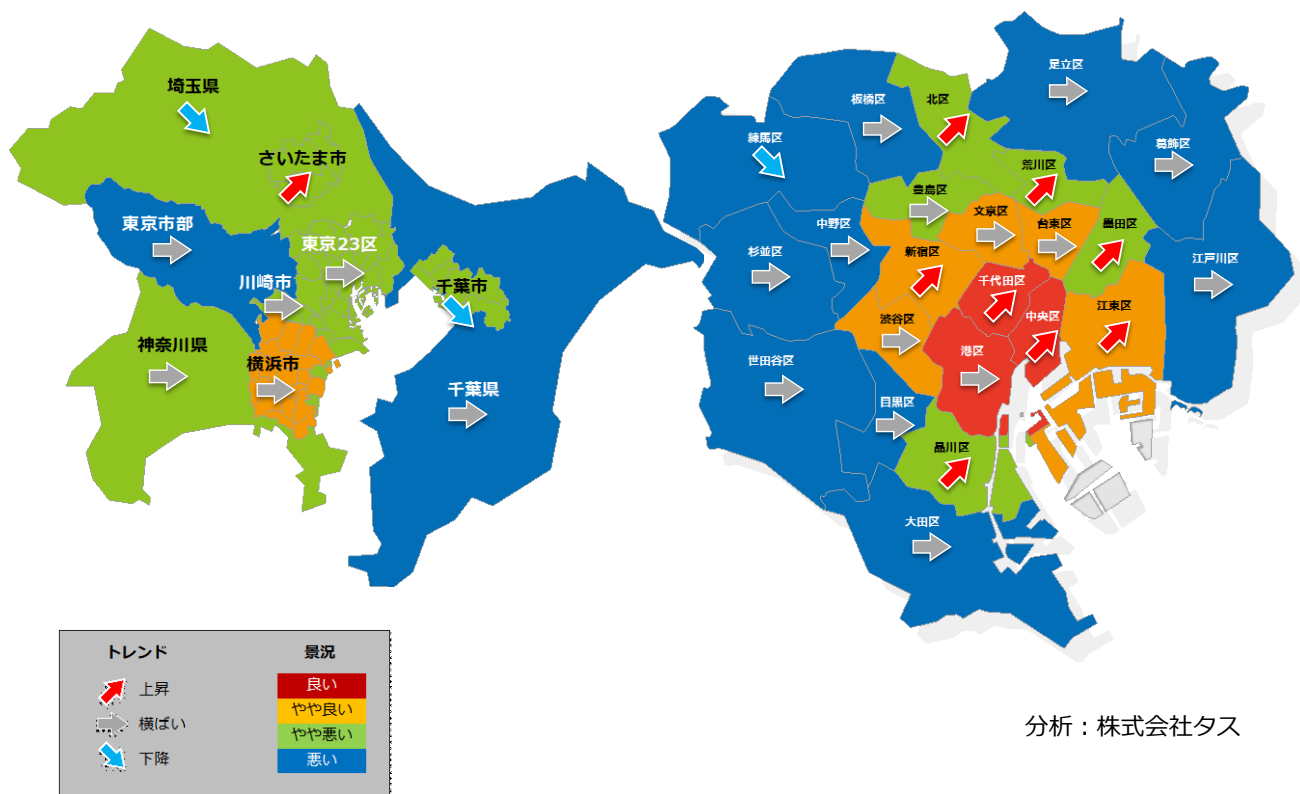 埼玉県
さいたま市
東京市部
東京23区
川崎市
千葉市
神奈川県
横浜市
千葉県
足立区
北区
板橋区
練馬区
葛飾区
荒川区
豊島区
文京区
台東区
墨田区
中野区
杉並区
新宿区
江戸川区
千代田区
中央区
江東区
渋谷区
港区
世田谷区
目黒区
品川区
大田区
トレンド
上昇
横ばい
下降
景況
良い
やや良い
やや悪い
悪い
分析：株式会社タス